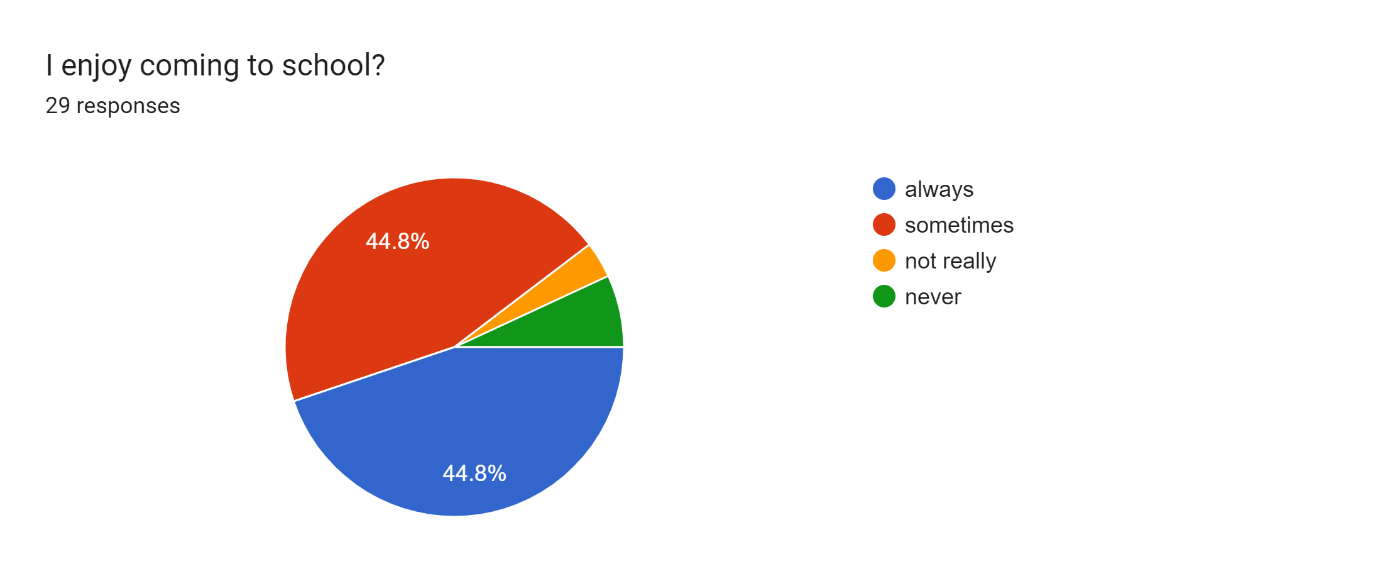 I enjoy coming to school?
29 responses
44.8%
44.8%
always
sometimes
not really
never